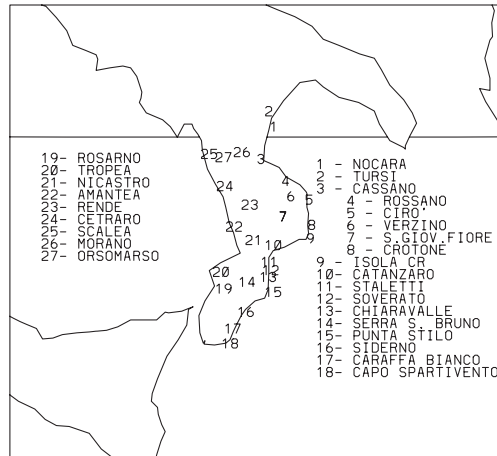 2
1
25 27 26
3
24
4
6
5
23
7
22
8
21
10
9
11
20
12
13
19
14
15
16
17
18
19- ROSARNO
20- TROPEA
21- NICASTRO
22- AMANTEA
23- RENDE
24- CETRARO
25- SCALEA
26- MORANO
27- ORSOMARSO
1 - NOCARA
2 - TURSI
3 - CASSANO
4 - ROSSANO
5 - CIRO'
6 - VERZINO
7 - S.GIOV.FIORE
8 - CROTONE
9 - ISOLA CR
10- CATANZARO
11- STALETTI
12- SOVERATO
13- CHIARAVALLE
14- SERRA S. BRUNO
15- PUNTA STILO
16- SIDERNO
17- CARAFFA BIANCO
18- CAPO SPARTIVENTO